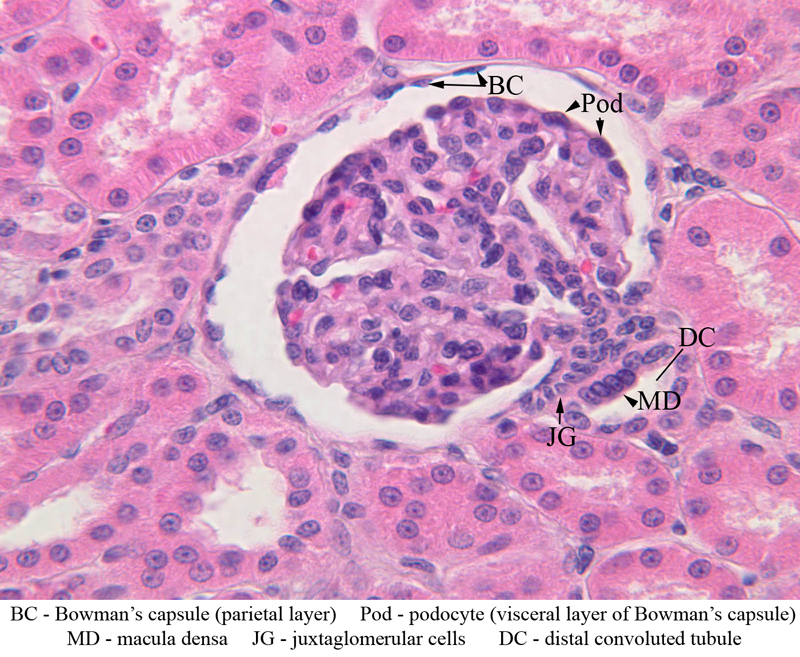 BC
Pod
DC
MD
JG
BC - Bowman’s capsule (parietal layer) Pod - podocyte (visceral layer of Bowman’s capsule)
MD - macula densa JG - juxtaglomerular cells DC - distal convoluted tubule